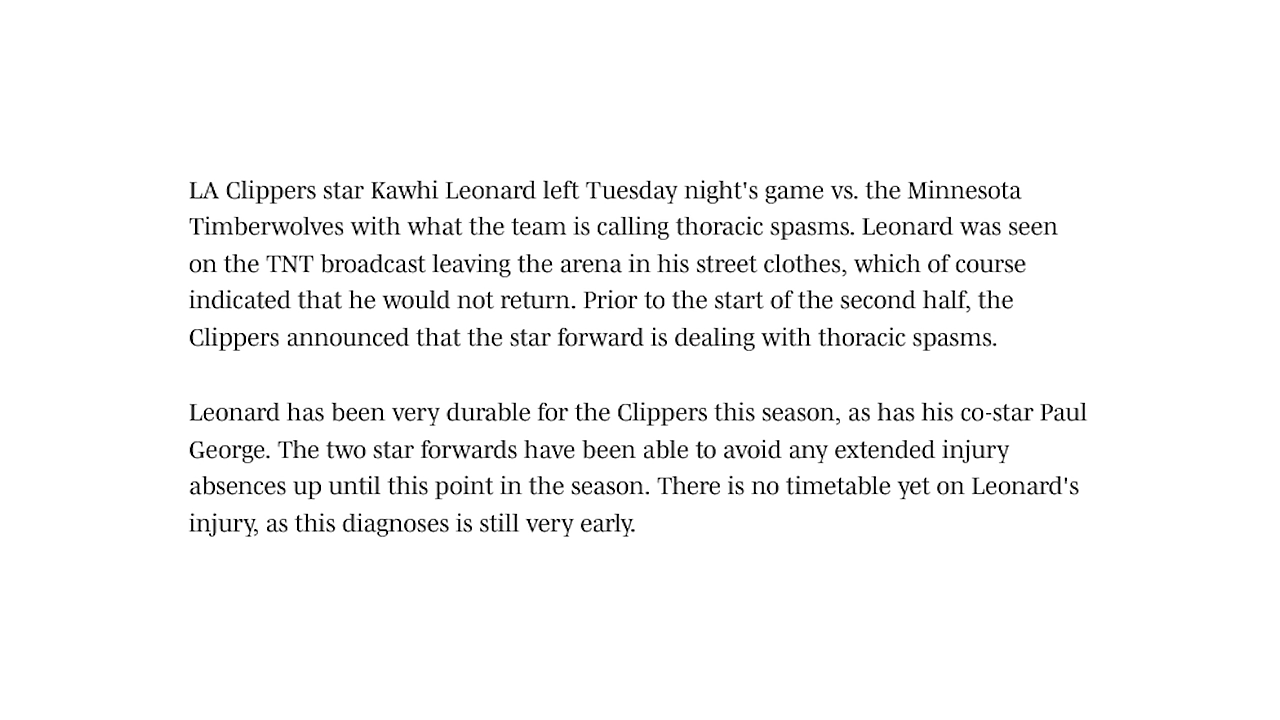 LA Clippers star Kawhi Leonard left Tuesday night's game vs. the Minnesota
Timberwolves with what the team is calling thoracic spasms. Leonard was seen
on the TNT broadcast leaving the arena in his street clothes, which of course
indicated that he would not return. Prior to the start of the second half, the
Clippers announced that the star forward is dealing with thoracic spasms.
Leonard has been very durable for the Clippers this season, as has his co-star Paul
George. The two star forwards have been able to avoid any extended injury
absences up until this point in the season. There is no timetable yet on Leonard's
injury, as this diagnoses is still very early.